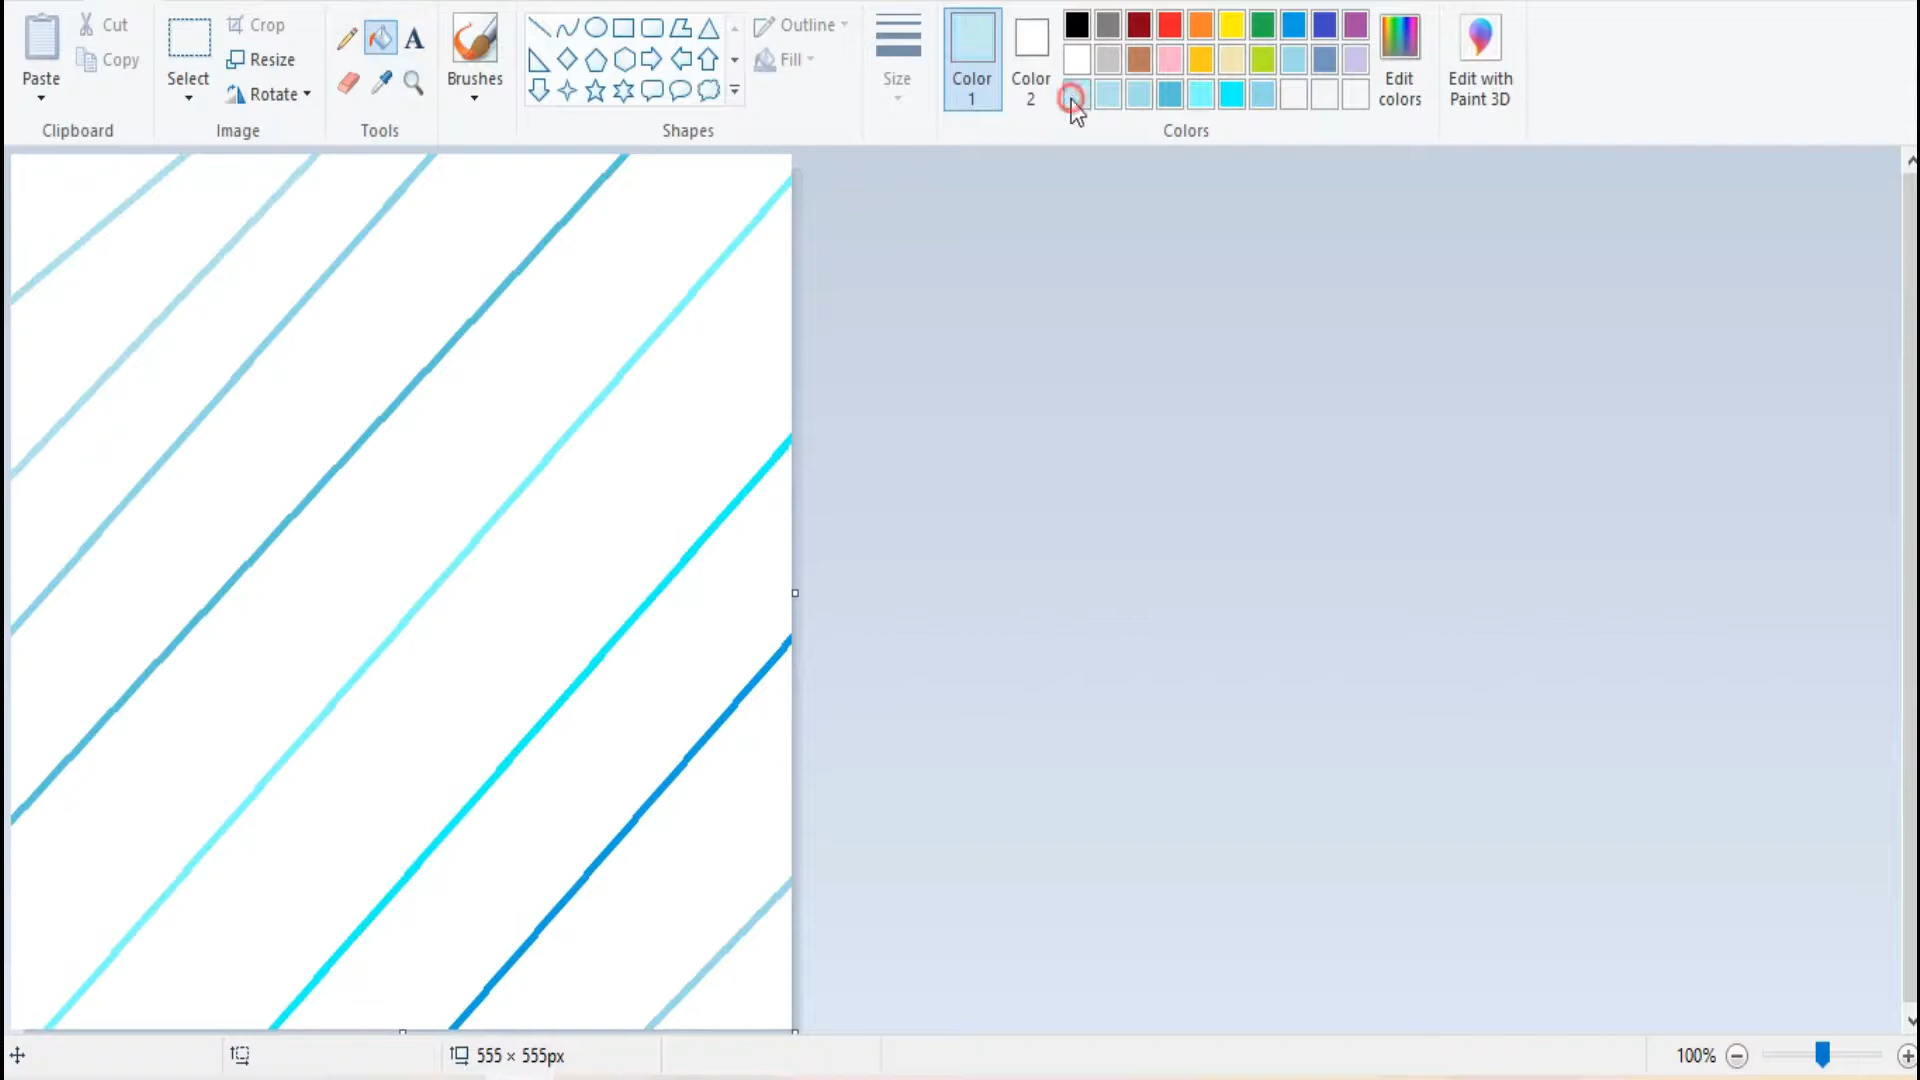 Paste
Cut
Copy
Clipboard
Select
Crop
Resize
Rotate
Image
A
Tools
Brushes
Shapes
Outline
Fill
Size
Color
1
Color
2
Colors
Edit
colors
Edit with
Paint 3D
555 × 555px
100%